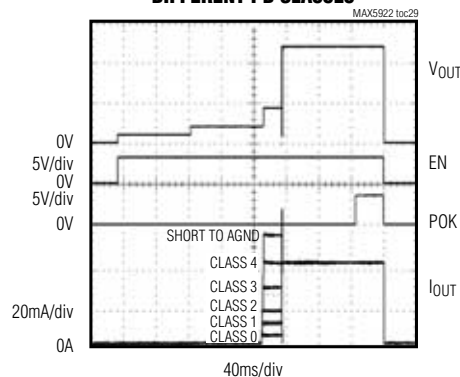 DIFFERENT PD CLASSES
MAX5922 toc29
VOUT
0V
5V/div
EN
0V
5V/div
0V
POK
SHORT TO AGND
CLASS 4
CLASS 3
IOUT
20mA/div
CLASS 2
CLASS 1
CLASS 0
0A
40ms/div